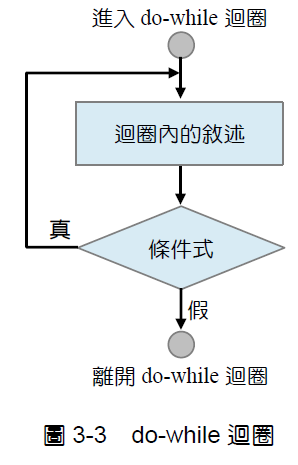 進入 do-while 迴圈
迴圈內的敘述
真
條件式
假
離開 do-while 迴圈
圖 3-3 do-while 迴圈